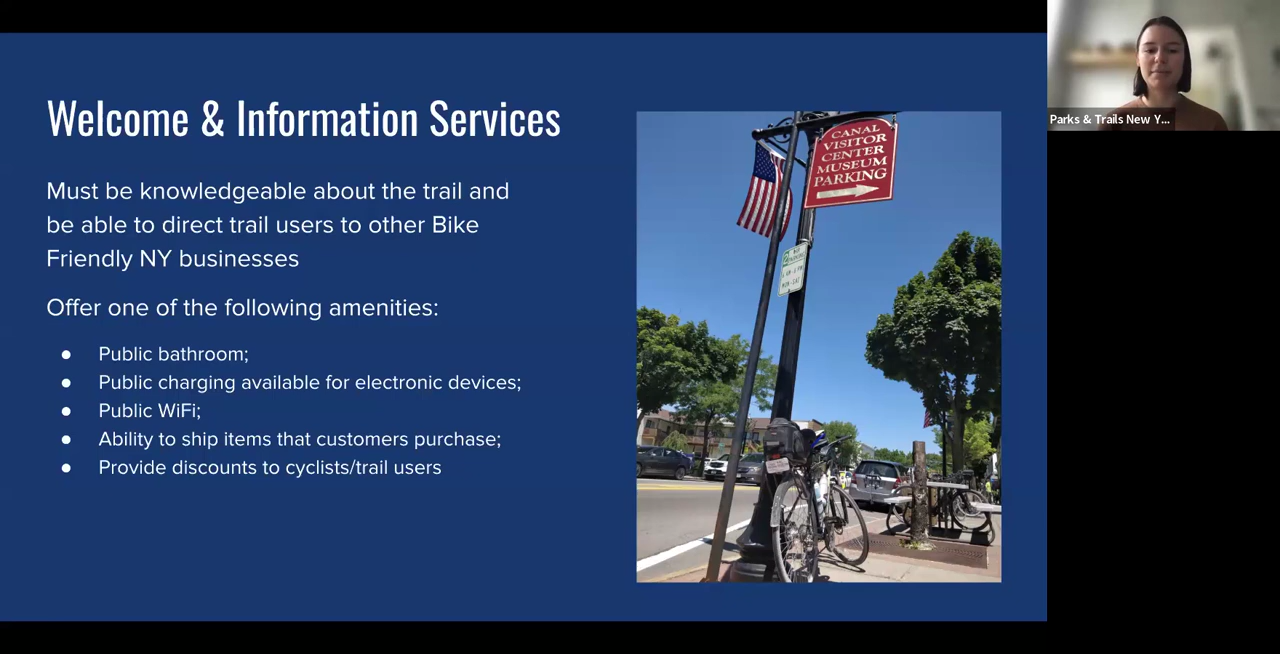 Welcome & Information Services
Must be knowledgeable about the trail and
be able to direct trail users to other Bike
Friendly NY businesses
Offer one of the following amenities:
● Public bathroom;
● Public charging available for electronic devices;
● Public WiFi;
● Ability to ship items that customers purchase;
● Provide discounts to cyclists/trail users
CANAL
VISITOR
CENTER
MUSEUM
PARKING
Parks & Trails New Y...